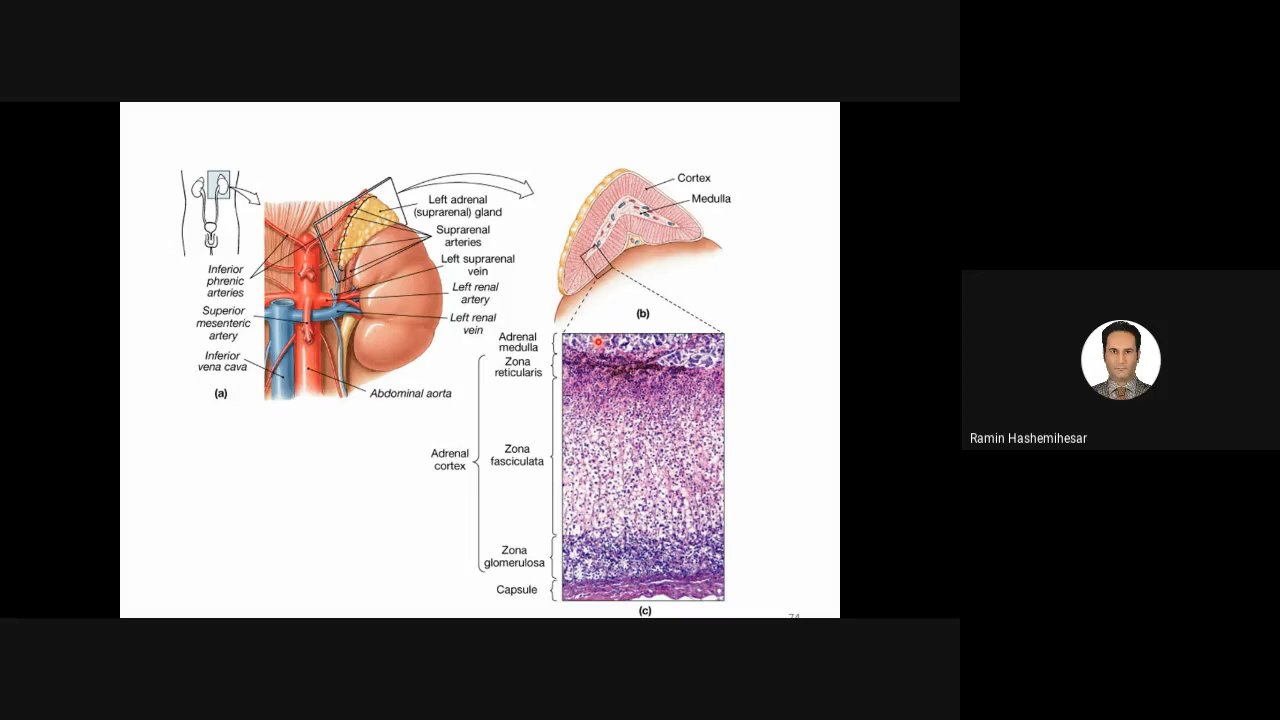 Left adrenal
(suprarenal) gland
Suprarenal
arteries
Left suprarenal
vein
Left renal
artery
Left renal
vein
Inferior
phrenic
arteries
Superior
mesenteric
artery
Inferior
vena cava
(a)
Abdominal aorta
Cortex
Medulla
(b)
Adrenal
medulla
Zona
reticularis
Adrenal
cortex
Zona
fasciculata
Zona
glomerulosa
Capsule
(c)
74
Ramin Hashemihesar